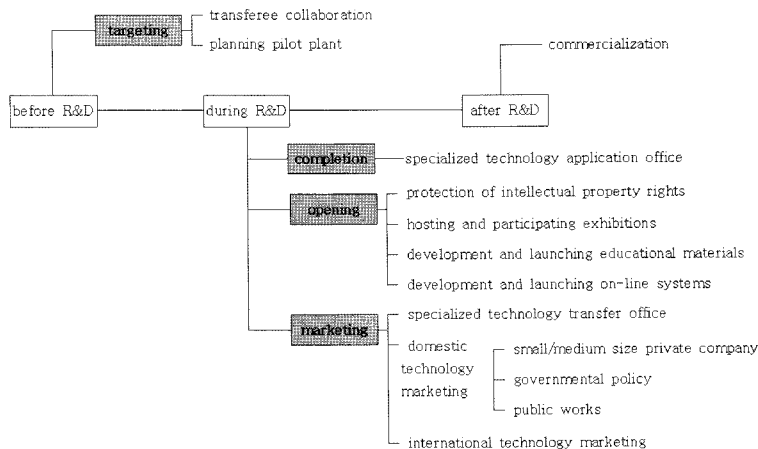 transferee collaboration
targeting
planning pilot plant
commercialization
before R&D
during R&D
after R&D
completion
specialized technology application office
protection of intellectual property rights
opening
hosting and participating exhibitions
development and launching educational materials
development and launching on-line systems
specialized technology transfer office
marketing
domestic
technology
marketing
small/medium size private company
governmental policy
public works
international technology marketing